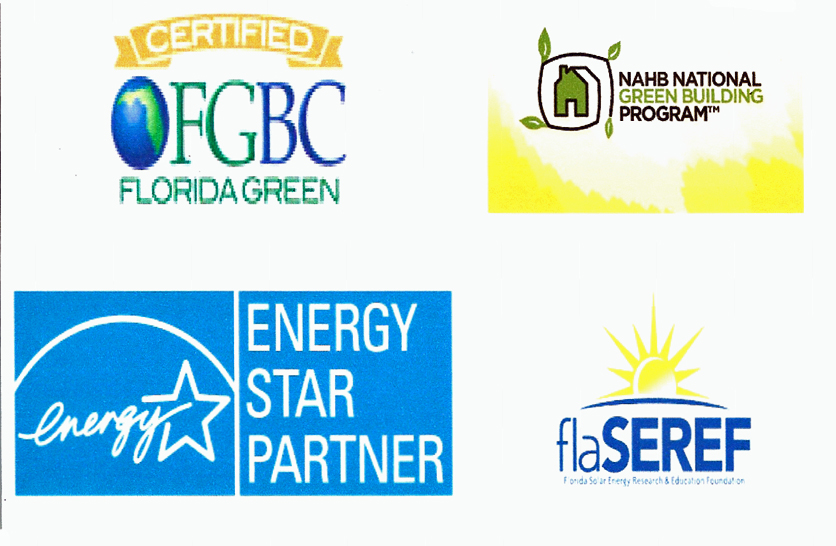 CERTIFIED
FGBC
FLORIDA GREEN
NAHB NATIONAL
GREEN BUILDING
PROGRAM™
energy
ENERGY
STAR
PARTNER
flaSEREF
Florida Solar Energy Research & Education Foundation